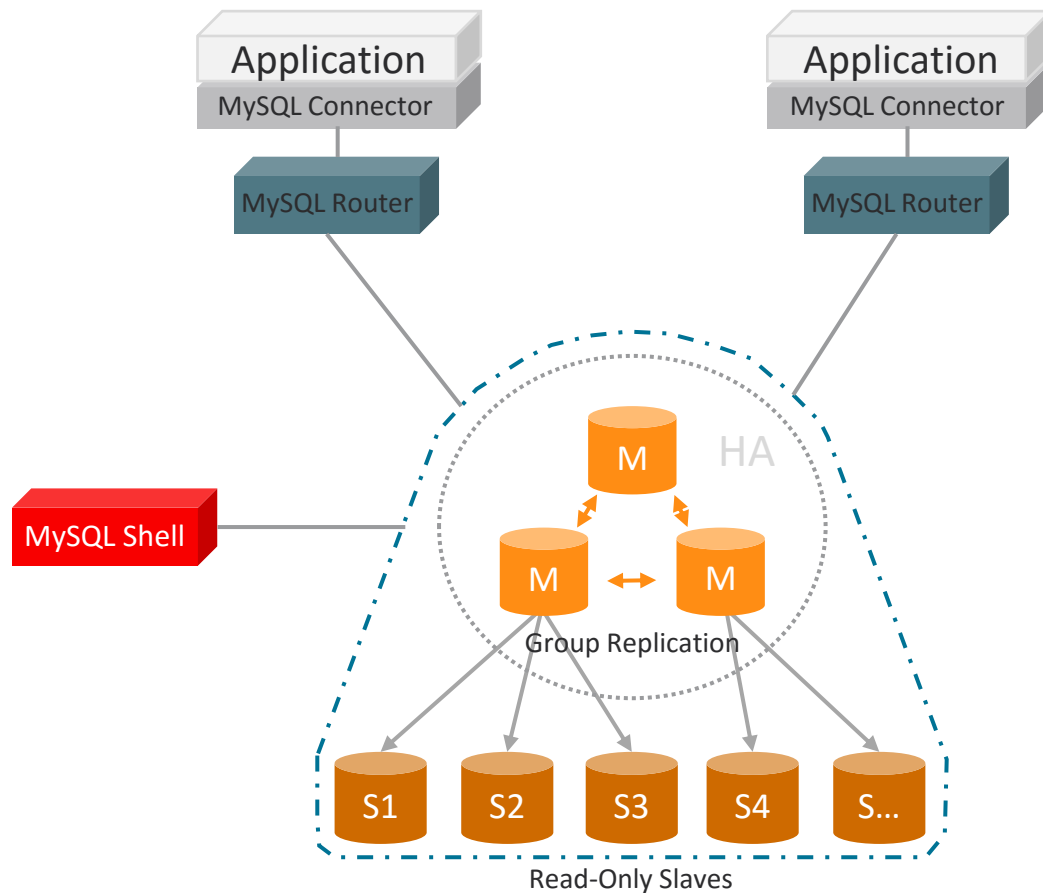 Application
MySQL Connector
MySQL Router
Application
MySQL Connector
MySQL Router
HA
M
MySQL Shell
M
M
Group Replication
S1
S2
S3
S4
S...
Read-Only Slaves